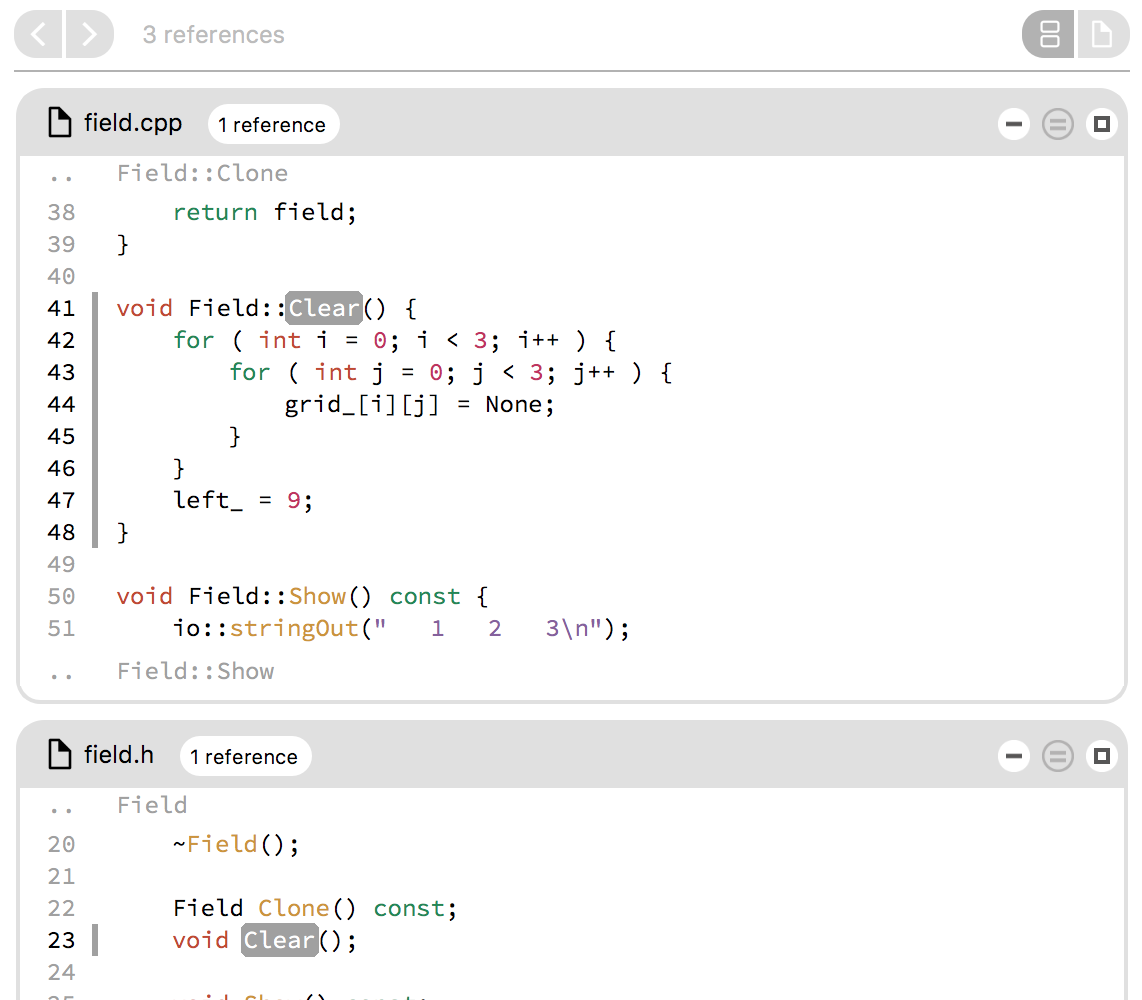 3 references
field.cpp 1 reference
.. Field::Clone
38 return field;
39 }
40
41 void Field::Clear() {
42 for ( int i = 0; i < 3; i++ ) {
43 for ( int j = 0; j < 3; j++ ) {
44 grid_[i][j] = None;
45 }
46 }
47 left_ = 9;
48 }
49
50 void Field::Show() const {
51 io::stringOut("   1   2   3\n");
.. Field::Show
field.h 1 reference
.. Field
20 ~Field();
21
22 Field Clone() const;
23 void Clear();
24